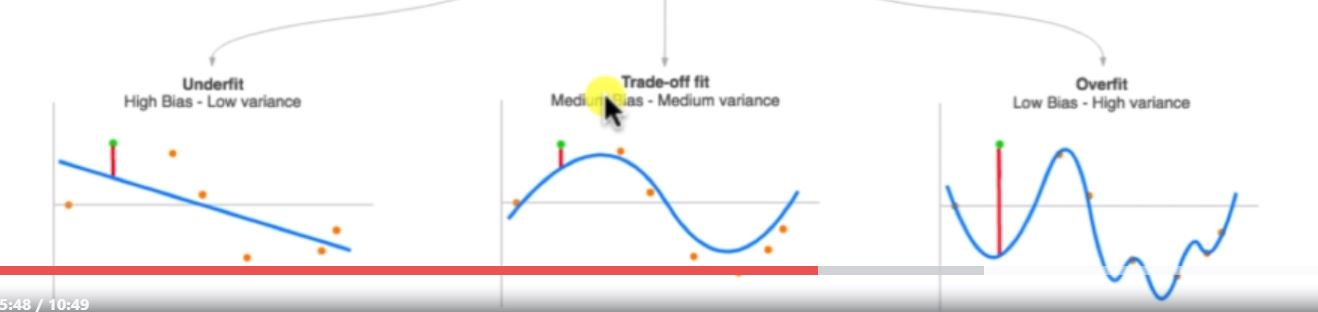 Underfit
High Bias - Low variance
Trade-off fit
Medium Bias - Medium variance
Overfit
Low Bias - High variance
5:48 / 10:49